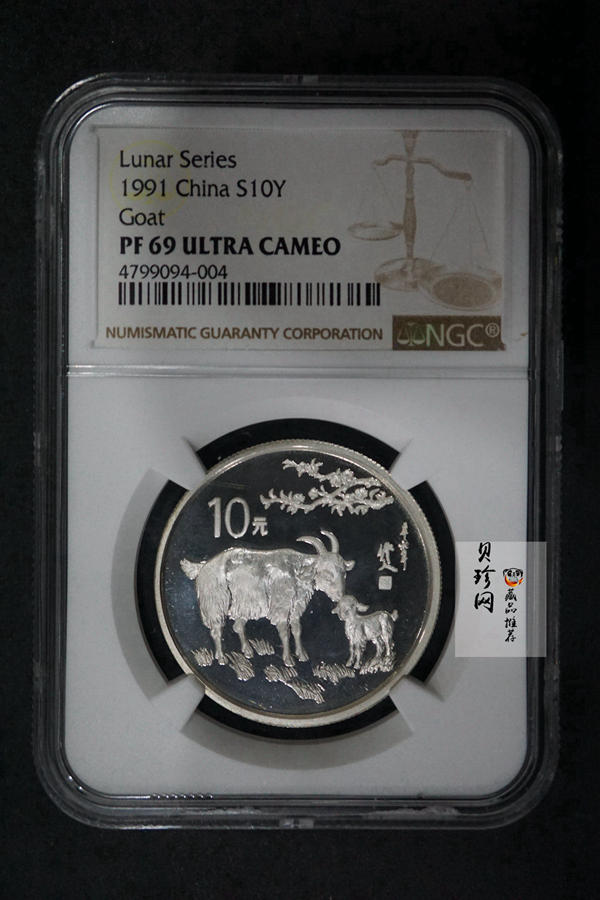 Lunar Series
1991 China S10Y
Goat
PF 69 ULTRA CAMEO
4799094-004
NUMISMATIC GUARANTY CORPORATION
NGC®
10元
贝珍网
藏品推荐